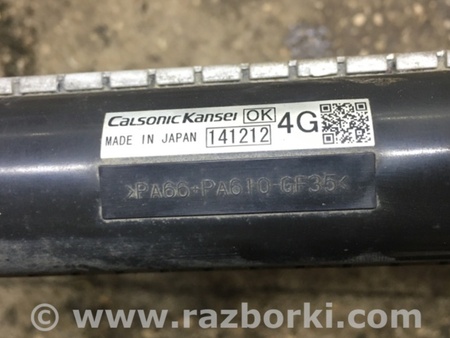 Calsonic Kansei OK 4G
MADE IN JAPAN 141212
>PA66+PA610-GF35<
www.razborki.com